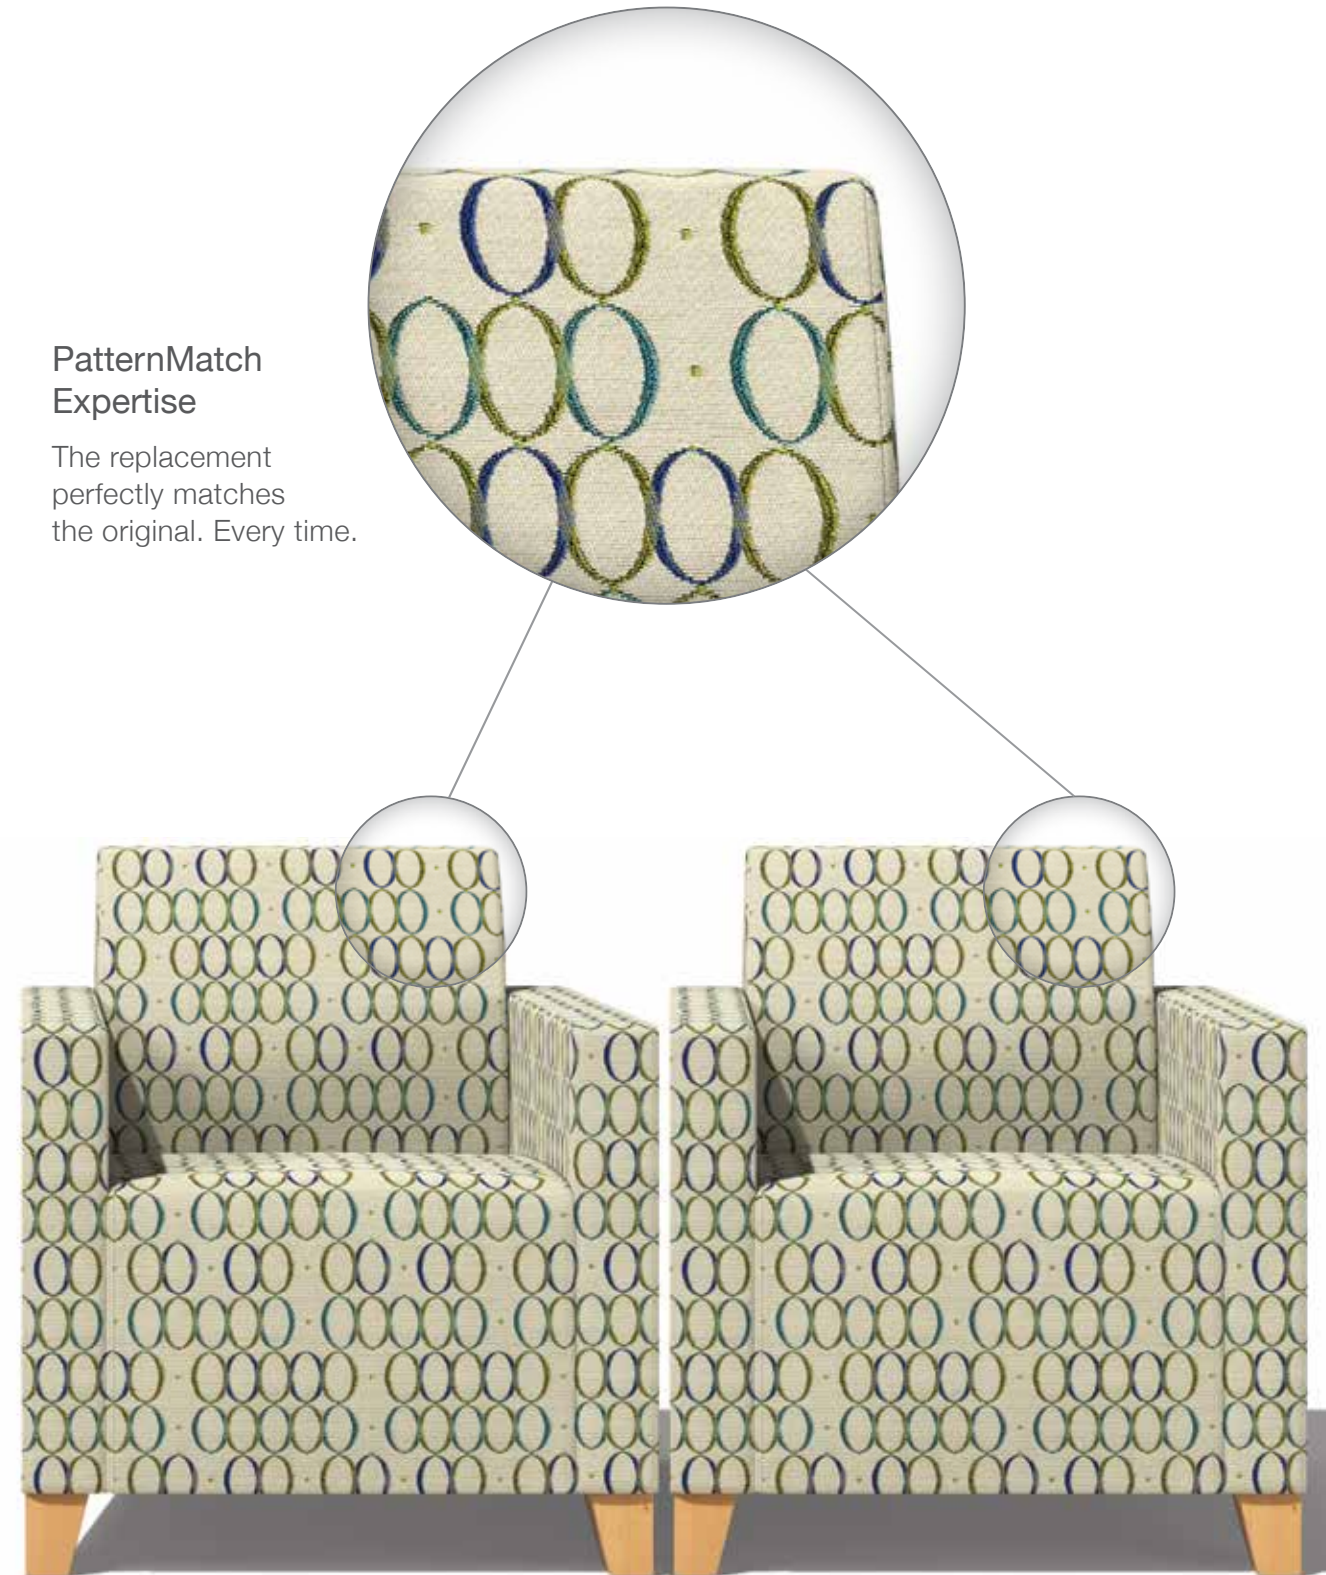 PatternMatch
Expertise
The replacement
perfectly matches
the original. Every time.